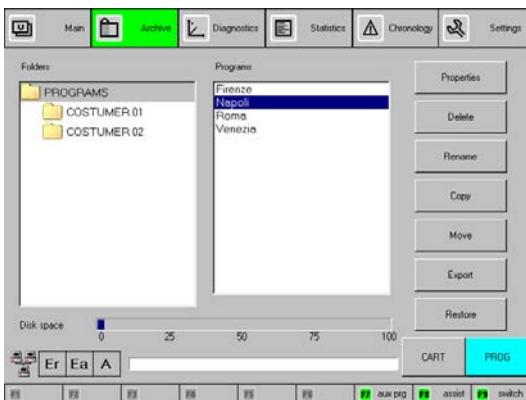 Main Archive Diagnostics Statistics Chronology Settings
Folders
Programs
PROGRAMS
COSTUMER 01
COSTUMER 02
Firenze
Napoli
Roma
Venezia
Properties
Delete
Rename
Copy
Move
Export
Restore
Disk space
0 25 50 75 100
Er Ea A
CART PROG
F1 F2 F3 F4 F5 F6 F7 aux prg F8 assist F9 switch